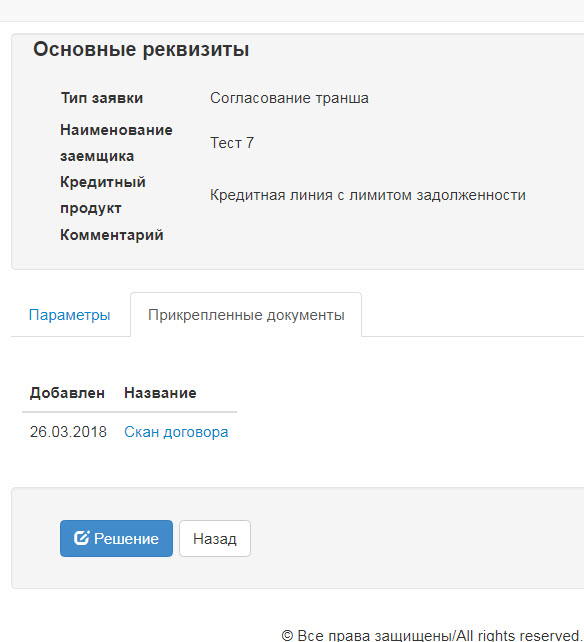 Основные реквизиты
Тип заявки Согласование транша
Наименование заемщика Тест 7
Кредитный продукт Кредитная линия с лимитом задолженности
Комментарий
Параметры Прикрепленные документы
Добавлен Название
26.03.2018 Скан договора
Решение Назад
© Все права защищены/All rights reserved.